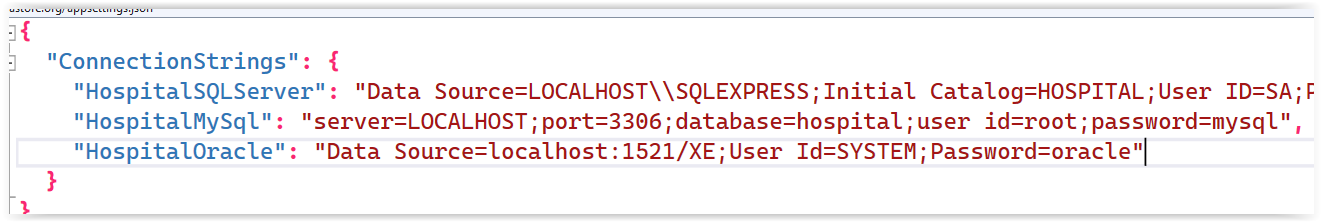 {
"ConnectionStrings": {
"HospitalSQLServer": "Data Source=LOCALHOST\\SQLEXPRESS;Initial Catalog=HOSPITAL;User ID=SA;
"HospitalMySql": "server=LOCALHOST;port=3306;database=hospital;user id=root;password=mysql",
"HospitalOracle": "Data Source=localhost:1521/XE;User Id=SYSTEM;Password=oracle"
}
}